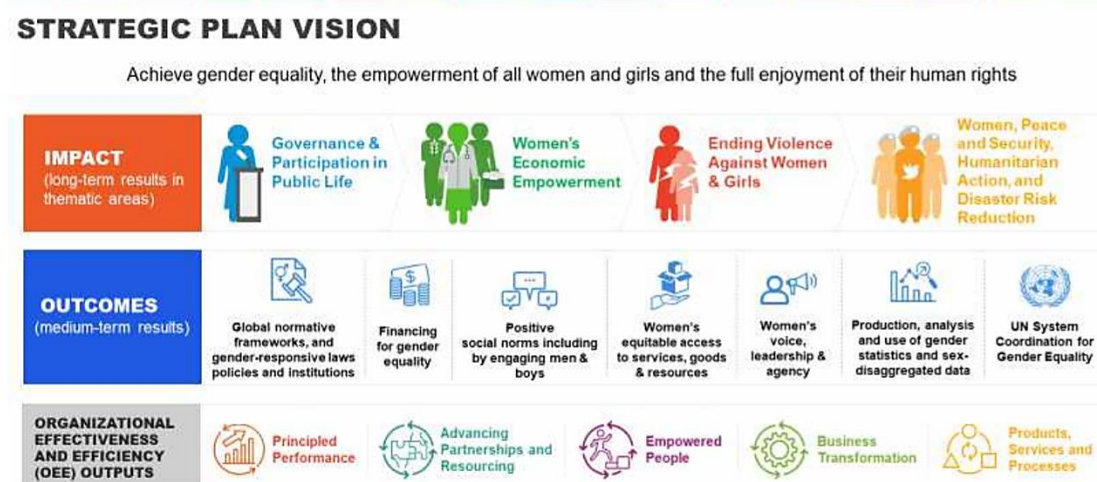 STRATEGIC PLAN VISION
Achieve gender equality, the empowerment of all women and girls and the full enjoyment of their human rights
IMPACT
(long-term results in
thematic areas)
Governance &
Participation in
Public Life
Women's
Economic
Empowerment
Ending Violence
Against Women
& Girls
Women, Peace
and Security,
Humanitarian
Action, and
Disaster Risk
Reduction
OUTCOMES
(medium-term results)
Global normative
frameworks, and
gender-responsive laws
policies and institutions
Financing
for gender
equality
Positive
social norms including
by engaging men &
boys
Women's
equitable access
to services, goods
& resources
Women's
voice,
leadership &
agency
Production, analysis
and use of gender
statistics and sex-
disaggregated data
UN System
Coordination for
Gender Equality
ORGANIZATIONAL
EFFECTIVENESS
AND EFFICIENCY
(OEE) OUTPUTS
Principled
Performance
Advancing
Partnerships and
Resourcing
Empowered
People
Business
Transformation
Products,
Services and
Processes